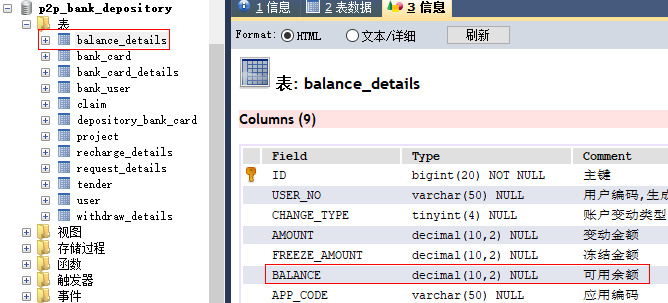 p2p_bank_depository
表
balance_details
bank_card
bank_card_details
bank_user
claim
depository_bank_card
project
recharge_details
request_details
tender
user
withdraw_details
视图
存储过程
函数
触发器
事件
1 信息 2 表数据 3 信息
Format: HTML 文本/详细 刷新
表: balance_details
Columns (9)
Field Type Comment
ID bigint(20) NOT NULL 主键
USER_NO varchar(50) NULL 用户编码,生成
CHANGE_TYPE tinyint(4) NULL 账户变动类型
AMOUNT decimal(10,2) NULL 变动金额
FREEZE_AMOUNT decimal(10,2) NULL 冻结金额
BALANCE decimal(10,2) NULL 可用余额
APP_CODE varchar(50) NULL 应用编码